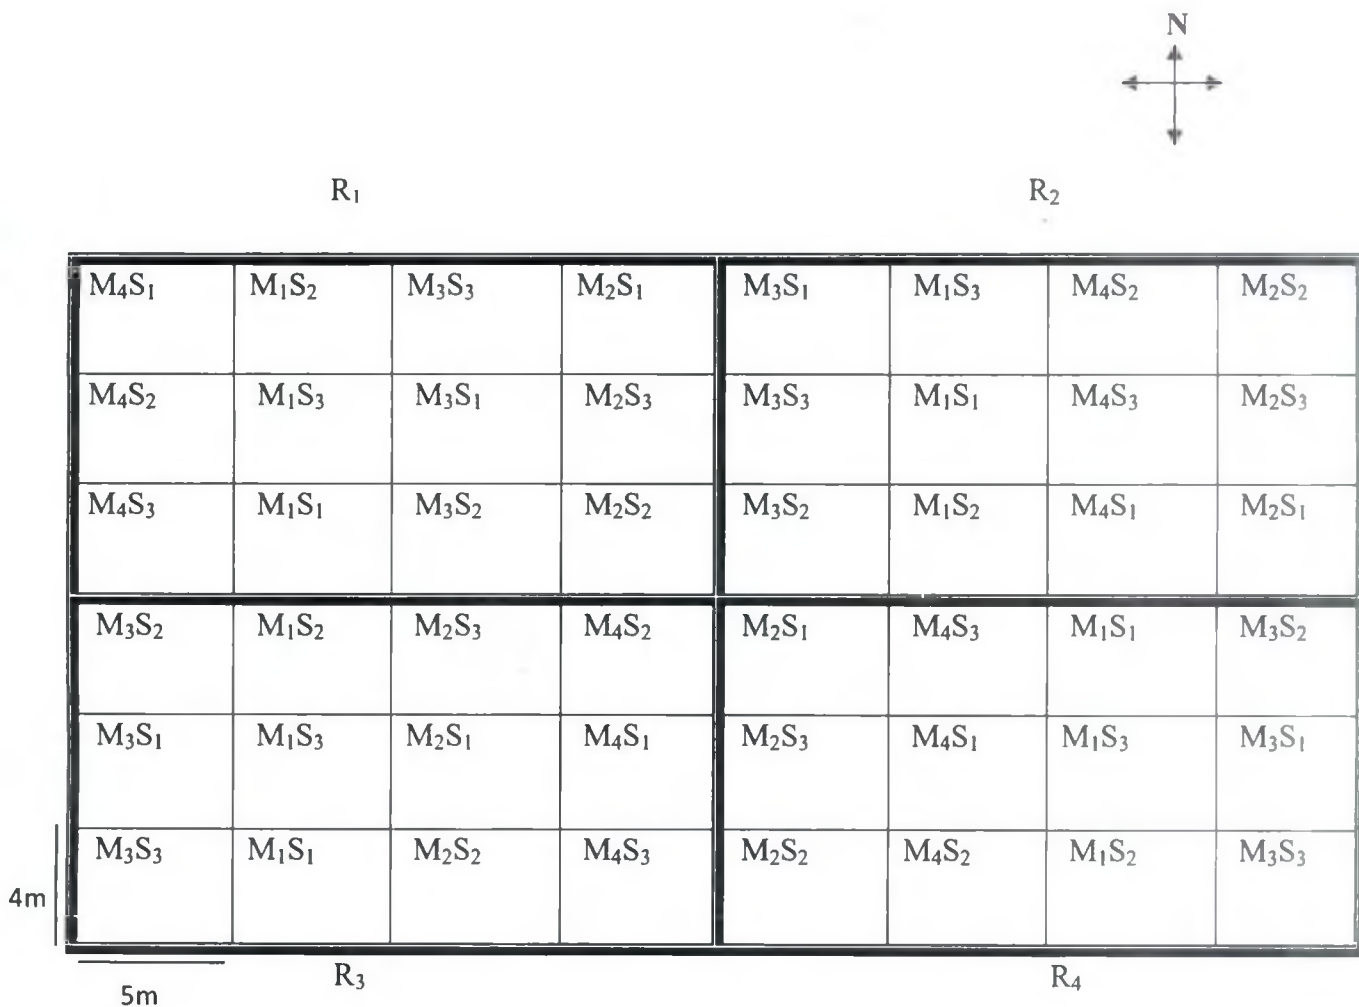 N
R₁ R₂
M₄S₁ M₁S₂ M₃S₃ M₂S₁ M₃S₁ M₁S₃ M₄S₂ M₂S₂
M₄S₂ M₁S₃ M₃S₁ M₂S₃ M₃S₃ M₁S₁ M₄S₃ M₂S₃
M₄S₃ M₁S₁ M₃S₂ M₂S₂ M₃S₂ M₁S₂ M₄S₁ M₂S₁
M₃S₂ M₁S₂ M₂S₃ M₄S₂ M₂S₁ M₄S₃ M₁S₁ M₃S₂
M₃S₁ M₁S₃ M₂S₁ M₄S₁ M₂S₃ M₄S₁ M₁S₃ M₃S₁
M₃S₃ M₁S₁ M₂S₂ M₄S₃ M₂S₂ M₄S₂ M₁S₂ M₃S₃
4m
R₃ R₄
5m